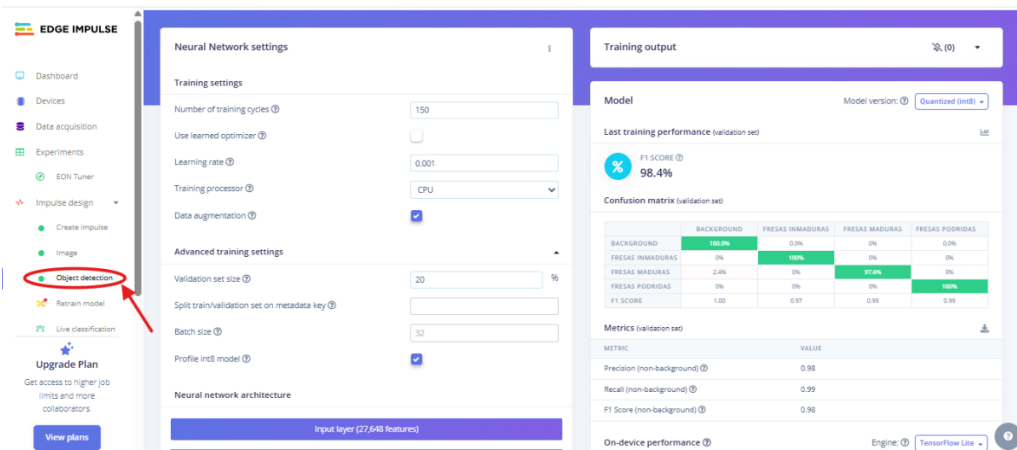 EDGE IMPULSE
Dashboard
Devices
Data acquisition
Experiments
EON Tuner
Impulse design
Create impulse
Image
Object detection
Retrain model
Live classification
Upgrade Plan
Get access to higher job
limits and more
collaborators.
View plans
Neural Network settings
Training settings
Number of training cycles
150
Use learned optimizer
Learning rate
0.001
Training processor
CPU
Data augmentation
Advanced training settings
Validation set size
20
%
Split train/validation set on metadata key
Batch size
32
Profile int8 model
Neural network architecture
Input layer (27,648 features)
Training output
(0)
Model
Model version: Quantized (int8)
Last training performance (validation set)
%
F1 SCORE
98.4%
Confusion matrix (validation set)
BACKGROUND FRESAS INMADURAS FRESAS MADURAS FRESAS PODRIDAS
BACKGROUND 100.0% 0.0% 0% 0.0%
FRESAS INMADURAS 0% 100% 0% 0%
FRESAS MADURAS 2.4% 0% 97.6% 0%
FRESAS PODRIDAS 0% 0% 0% 100%
F1 SCORE 1.00 0.97 0.99 0.99
Metrics (validation set)
METRIC VALUE
Precision (non-background) 0.98
Recall (non-background) 0.99
F1 Score (non-background) 0.98
On-device performance
Engine: TensorFlow Lite